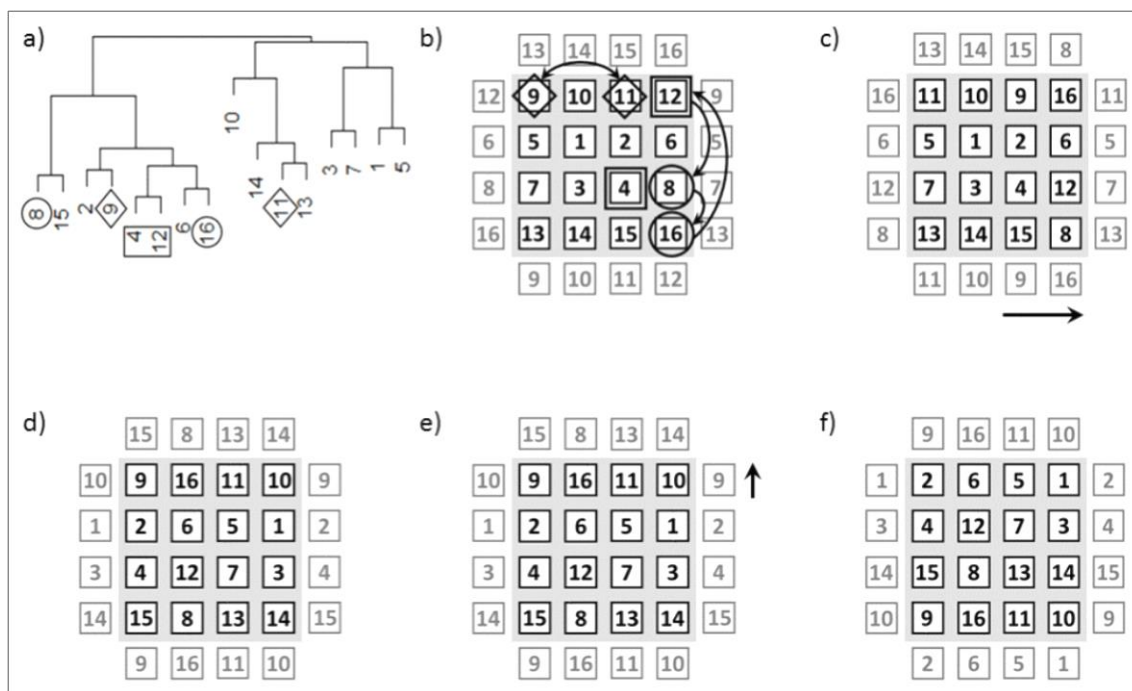 a)
8 15 2 9 4 12 6 16 10 14 11 13 3 7 1 5
b)
13 14 15 16
12 9 10 11 12 9
6 5 1 2 6 5
8 7 3 4 8 7
16 13 14 15 16 13
9 10 11 12
c)
13 14 15 8
16 11 10 9 16 11
6 5 1 2 6 5
12 7 3 4 12 7
8 13 14 15 8 13
11 10 9 16
d)
15 8 13 14
10 9 16 11 10 9
1 2 6 5 1 2
3 4 12 7 3 4
14 15 8 13 14 15
9 16 11 10
e)
15 8 13 14
10 9 16 11 10 9
1 2 6 5 1 2
3 4 12 7 3 4
14 15 8 13 14 15
9 16 11 10
f)
9 16 11 10
1 2 6 5 1 2
3 4 12 7 3 4
14 15 8 13 14 15
10 9 16 11 10 9
2 6 5 1